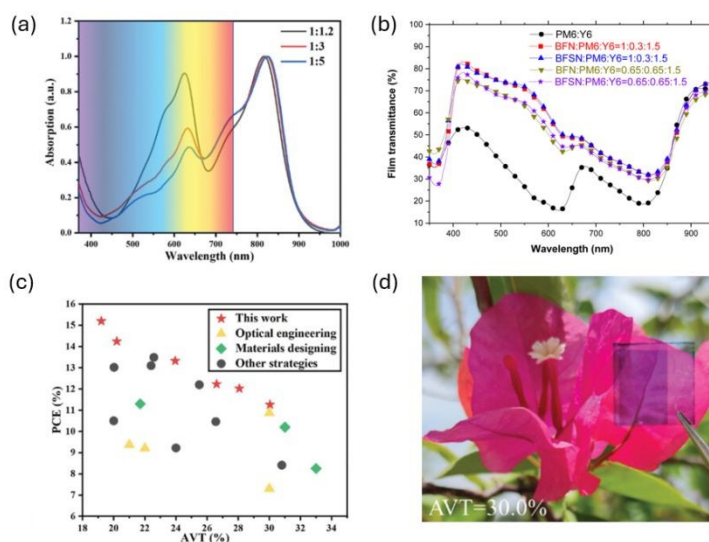 (a)
1:1.2
1:3
1:5
Absorption (a.u.)
1.0
0.8
0.6
0.4
0.2
0.0
400 500 600 700 800 900 1000
Wavelength (nm)
(b)
PM6:Y6
BFN:PM6:Y6=1:0.3:1.5
BFSN:PM6:Y6=1:0.3:1.5
BFN:PM6:Y6=0.65:0.65:1.5
BFSN:PM6:Y6=0.65:0.65:1.5
Film transmittance (%)
100
90
80
70
60
50
40
30
20
10
400 500 600 700 800 900
Wavelength (nm)
(c)
This work
Optical engineering
Materials designing
Other strategies
PCE (%)
16
15
14
13
12
11
10
9
8
7
6
18 20 22 24 26 28 30 32 34
AVT (%)
(d)
AVT=30.0%